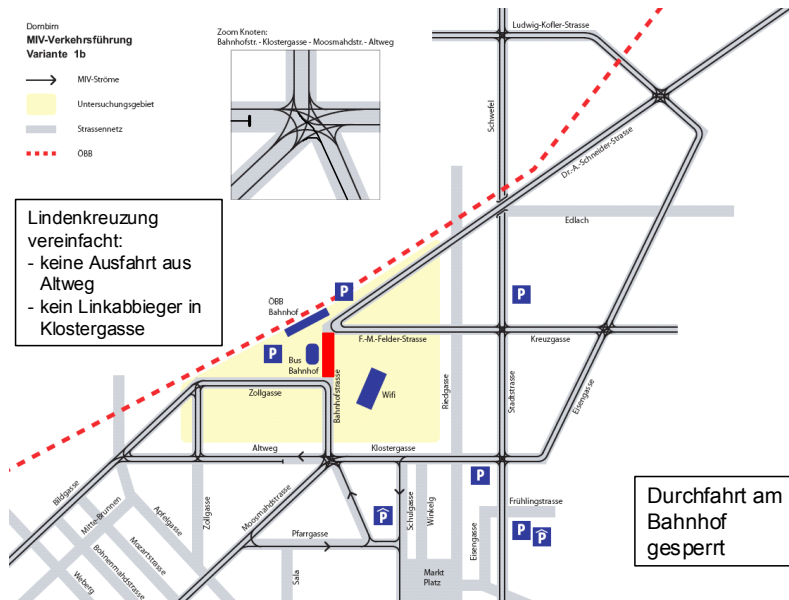 Dornbirn
MIV-Verkehrsführung
Variante 1b
MIV-Ströme
Untersuchungsgebiet
Strassennetz
ÖBB
Zoom Knoten:
Bahnhofstr. - Klostergasse - Moosmahdstr. - Altweg
Lindenkreuzung
vereinfacht:
- keine Ausfahrt aus
Altweg
- kein Linkabbieger in
Klostergasse
Ludwig-Kofler-Strasse
Schwefel
Dr.-A.-Schneider-Strasse
Edlach
P
P
ÖBB
Bahnhof
P
Bus
Bahnhof
F.-M.-Felder-Strasse
Kreuzgasse
Bahnhofstrasse
Wifi
Riedgasse
Stadtstrasse
Eisengasse
Zollgasse
Altweg
Klostergasse
Bildgasse
Mitte-Brunnen
Apfelgasse
Zollgasse
Moosmahdstrasse
Mozartstrasse
Bohnenmahdstrasse
Weberg
Pfarrgasse
Sala
P
Schulgasse
Winkelg
Eisengasse
P
Frühlingstrasse
P
P
Markt
Platz
Durchfahrt am
Bahnhof
gesperrt